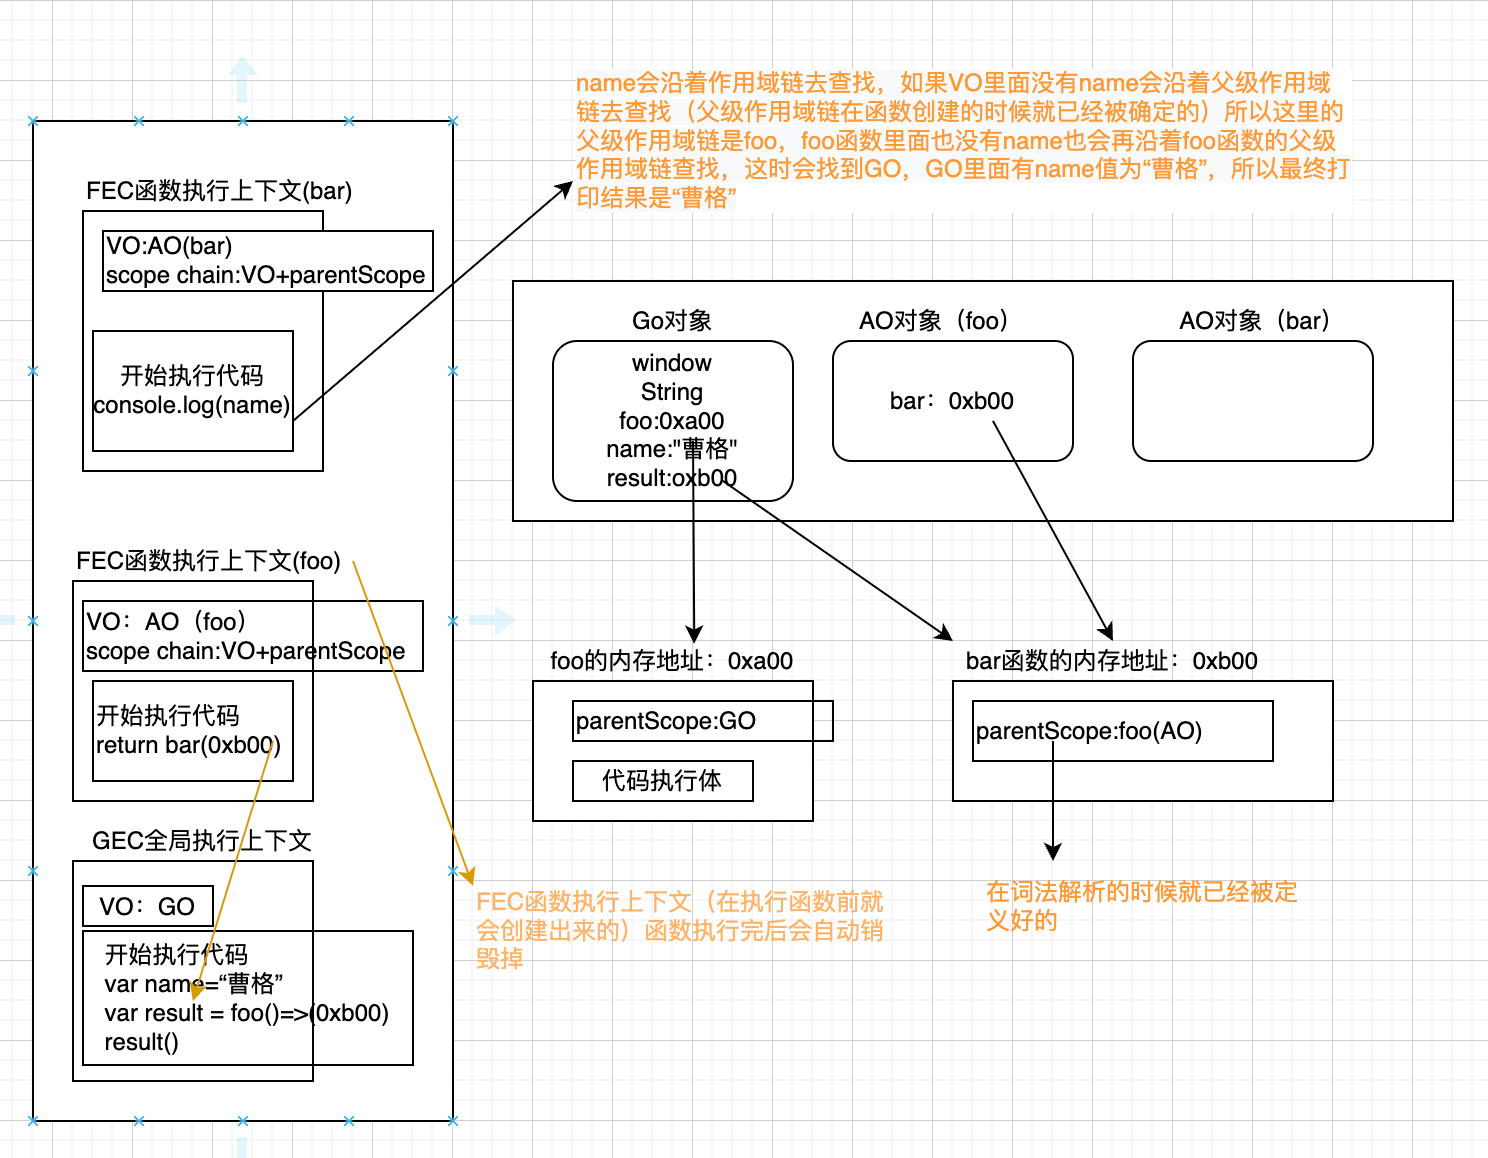 name会沿着作用域链去查找，如果VO里面没有name会沿着父级作用域
链去查找（父级作用域链在函数创建的时候就已经被确定的）所以这里的
父级作用域链是foo，foo函数里面也没有name也会再沿着foo函数的父级
作用域链查找，这时会找到GO，GO里面有name值为“曹格”，所以最终打
印结果是“曹格”
FEC函数执行上下文(bar)
VO:AO(bar)
scope chain:VO+parentScope
开始执行代码
console.log(name)
Go对象
window
String
foo:0xa00
name:"曹格"
result:oxb00
AO对象（foo）
bar：0xb00
AO对象（bar）
FEC函数执行上下文(foo)
VO：AO（foo）
scope chain:VO+parentScope
开始执行代码
return bar(0xb00)
foo的内存地址：0xa00
parentScope:GO
代码执行体
bar函数的内存地址：0xb00
parentScope:foo(AO)
GEC全局执行上下文
VO：GO
开始执行代码
var name=“曹格”
var result = foo()=>(0xb00)
result()
FEC函数执行上下文（在执行函数前就
会创建出来的）函数执行完后会自动销
毁掉
在词法解析的时候就已经被定
义好的